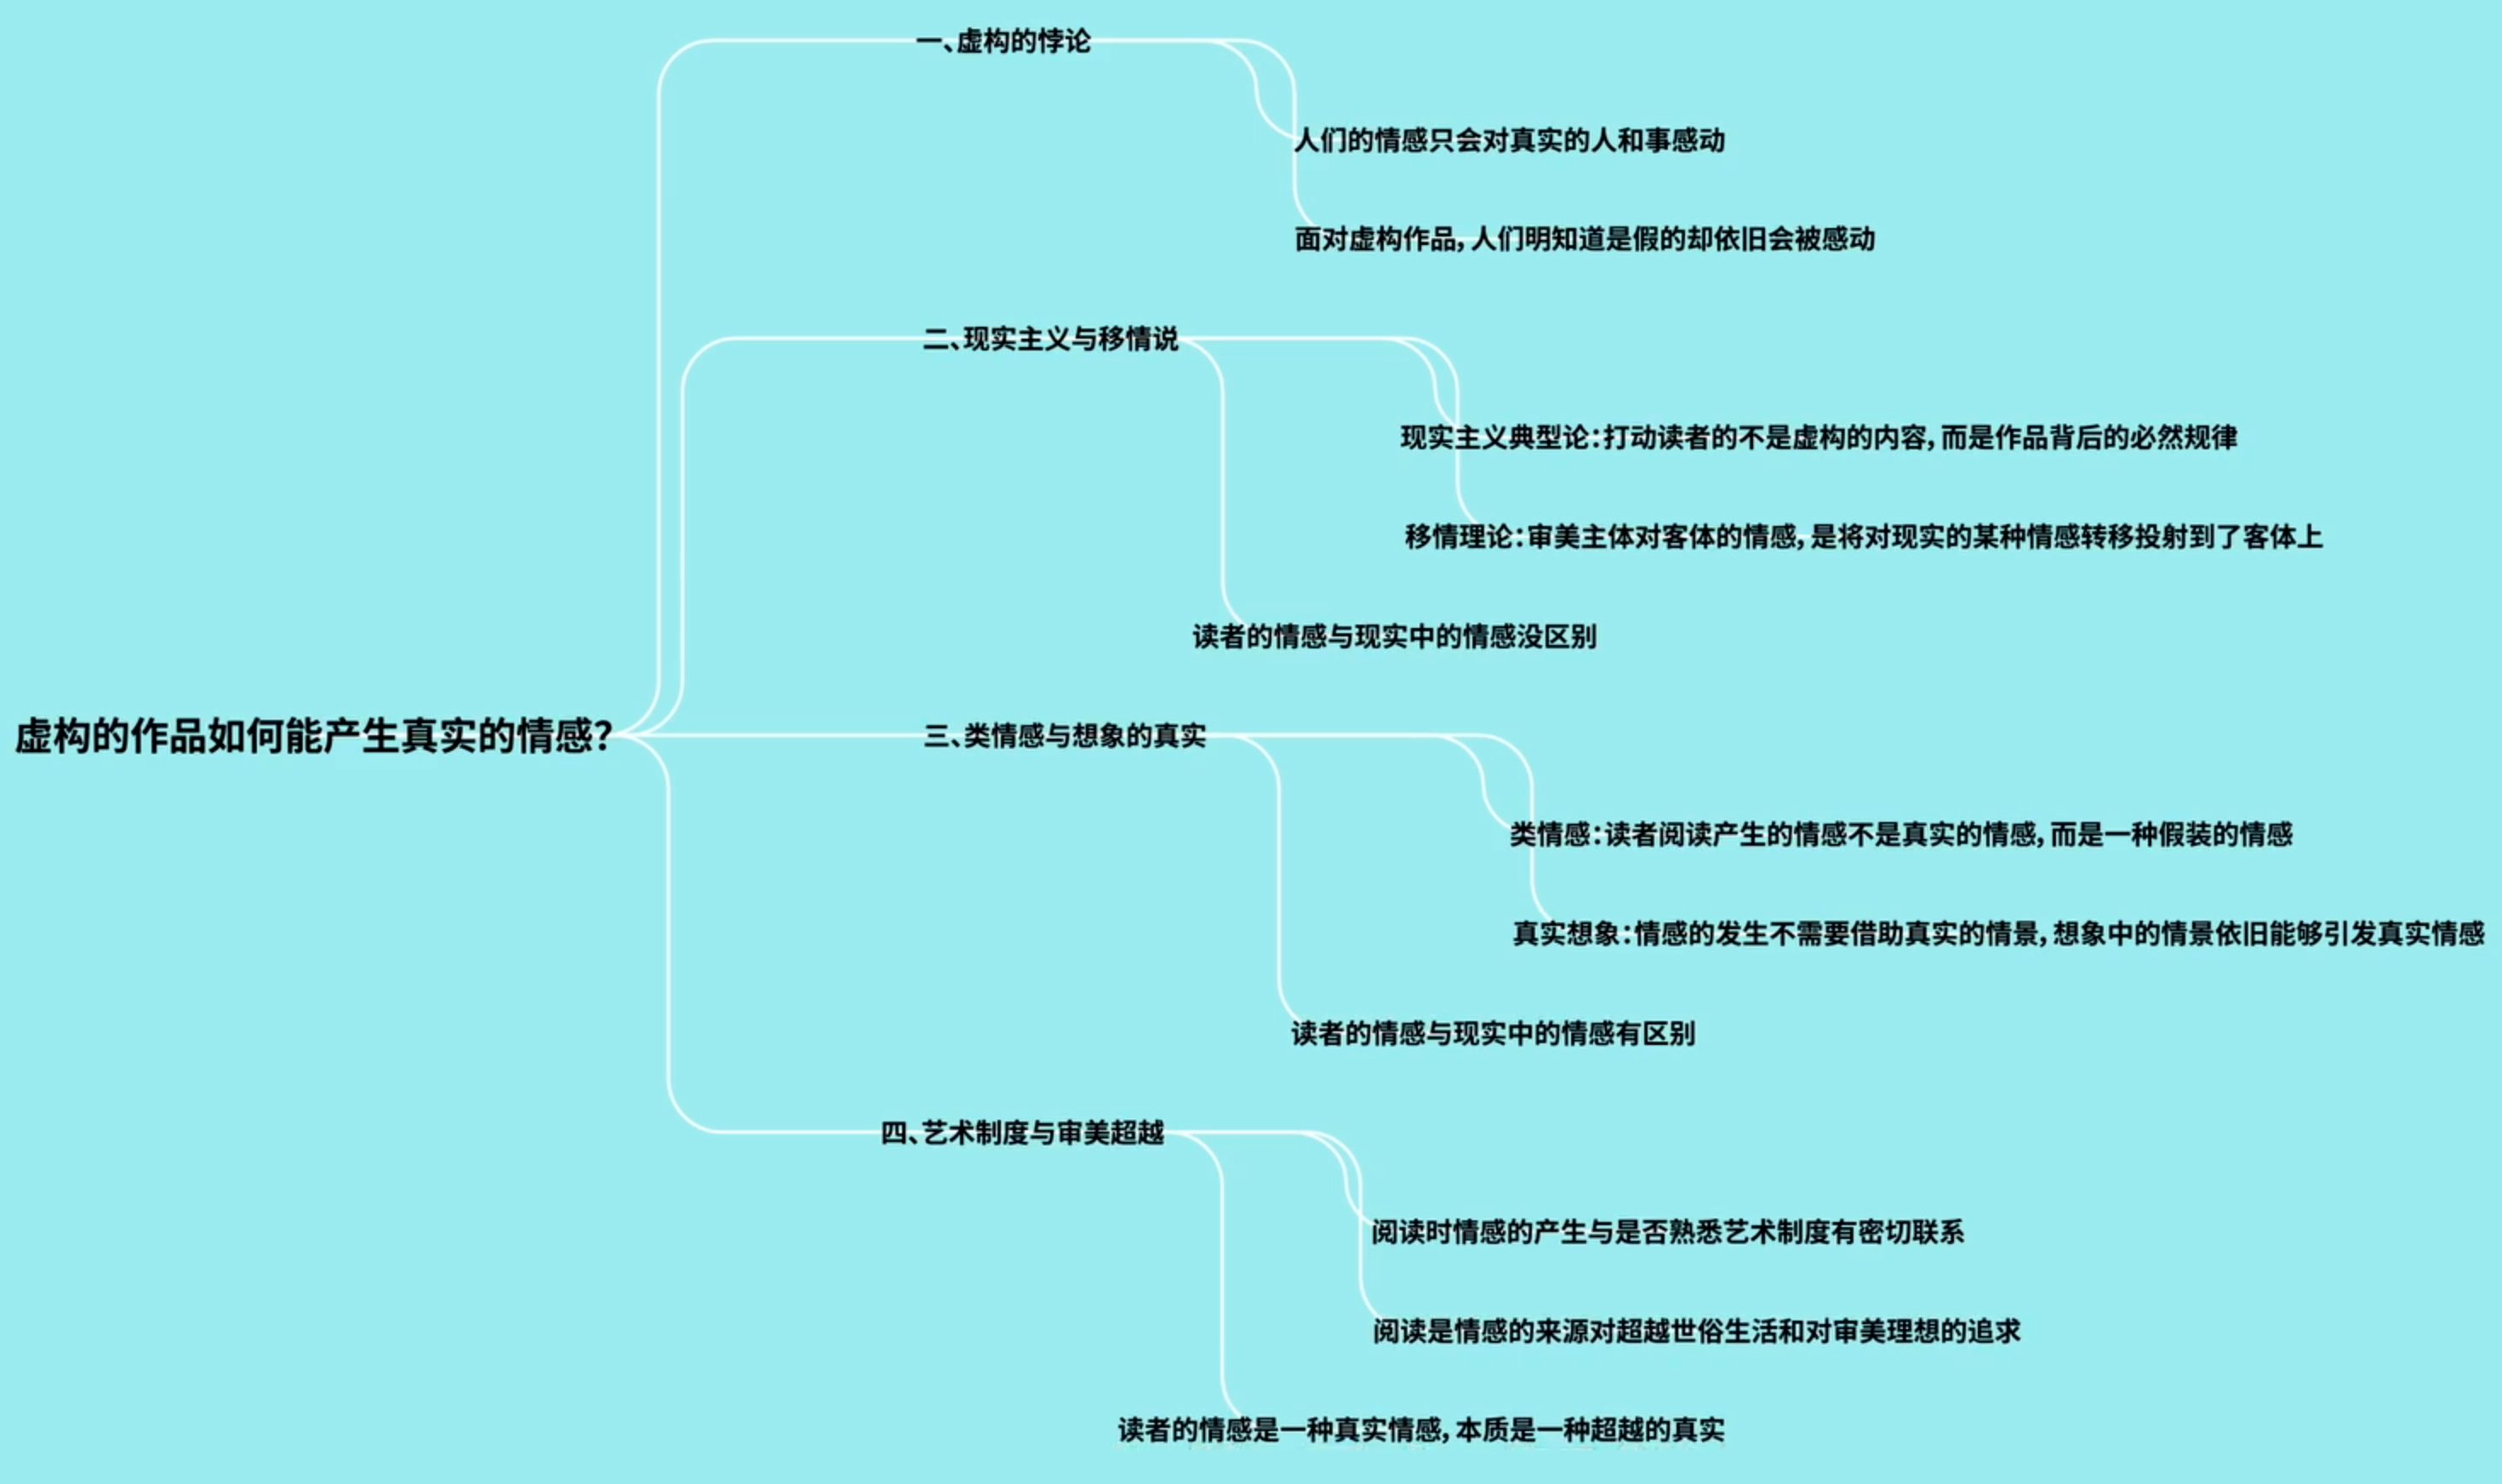 一、虚构的悖论
人们的情感只会对真实的人和事感动
面对虚构作品，人们明知道是假的却依旧会被感动
二、现实主义与移情说
现实主义典型论：打动读者的不是虚构的内容，而是作品背后的必然规律
移情理论：审美主体对客体的情感，是将对现实的某种情感转移投射到了客体上
读者的情感与现实中的情感没区别
虚构的作品如何能产生真实的情感？
三、类情感与想象的真实
类情感：读者阅读产生的情感不是真实的情感，而是一种假装的情感
真实想象：情感的发生不需要借助真实的情景，想象中的情景依旧能够引发真实情感
读者的情感与现实中的情感有区别
四、艺术制度与审美超越
阅读时情感的产生与是否熟悉艺术制度有密切联系
阅读是情感的来源对超越世俗生活和对审美理想的追求
读者的情感是一种真实情感，本质是一种超越的真实